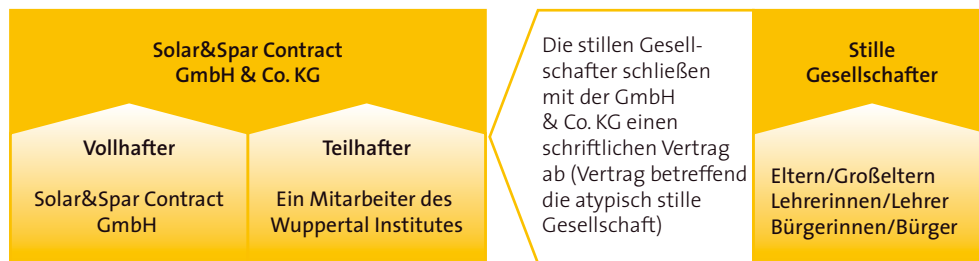 Solar&Spar Contract
GmbH & Co. KG
Vollhafter
Solar&Spar Contract
GmbH
Teilhafter
Ein Mitarbeiter des
Wuppertal Institutes
Die stillen Gesell-
schafter schließen
mit der GmbH
& Co. KG einen
schriftlichen Vertrag
ab (Vertrag betreffend
die atypisch stille
Gesellschaft)
Stille
Gesellschafter
Eltern/Großeltern
Lehrerinnen/Lehrer
Bürgerinnen/Bürger